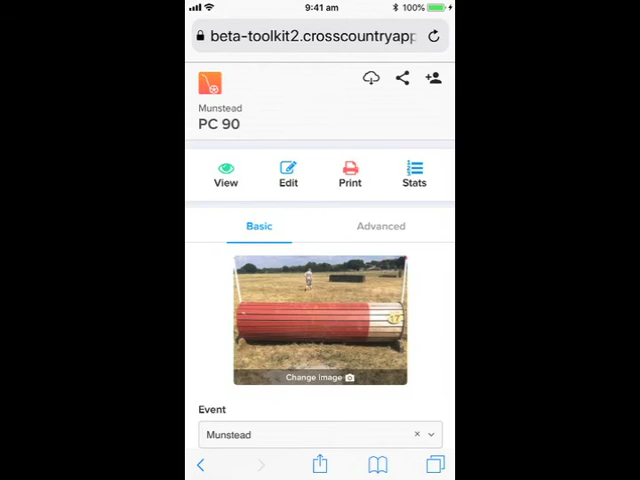 9:41 am
100%
beta-toolkit2.crosscountryapp
Munstead
PC 90
View
Edit
Print
Stats
Basic
Advanced
17
Change image
Event
Munstead